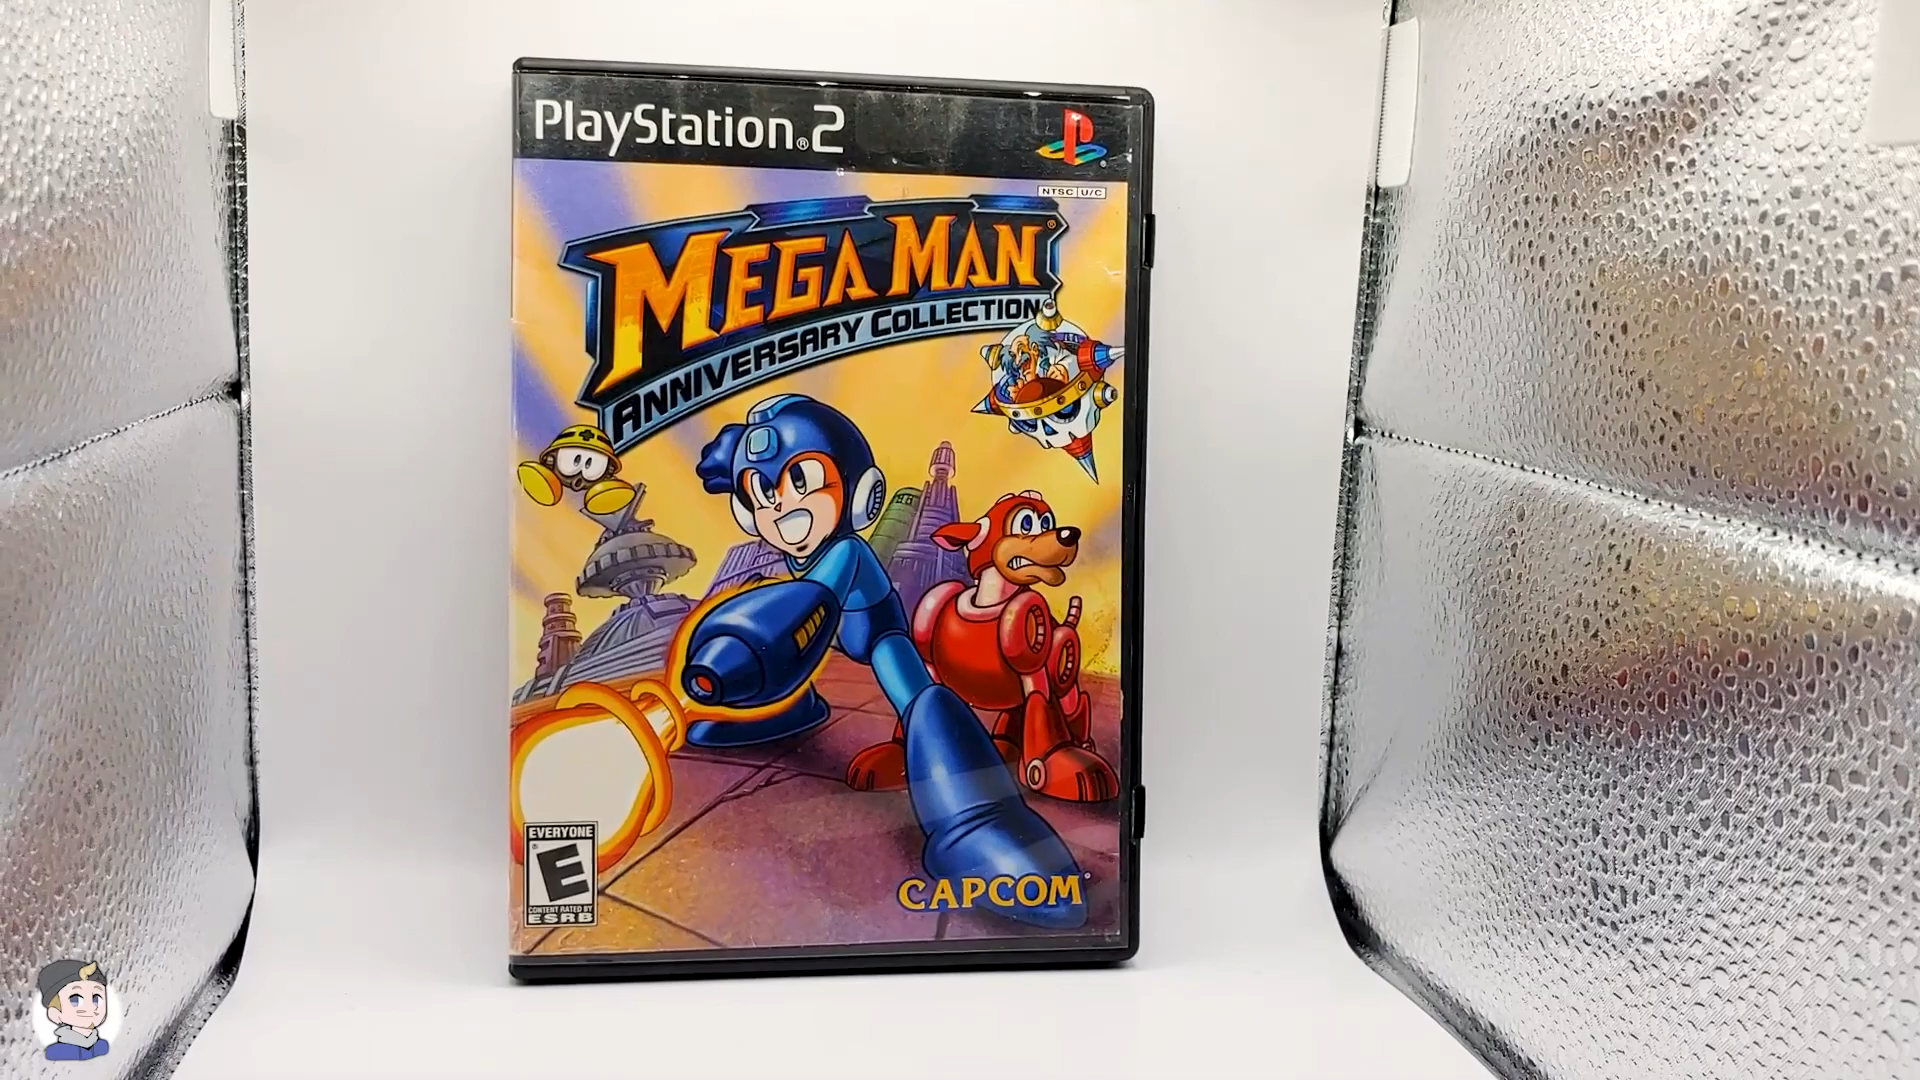 PlayStation®2
NTSC U/C
MEGA MAN®
ANNIVERSARY COLLECTION
EVERYONE
E
CONTENT RATED BY
ESRB
CAPCOM®